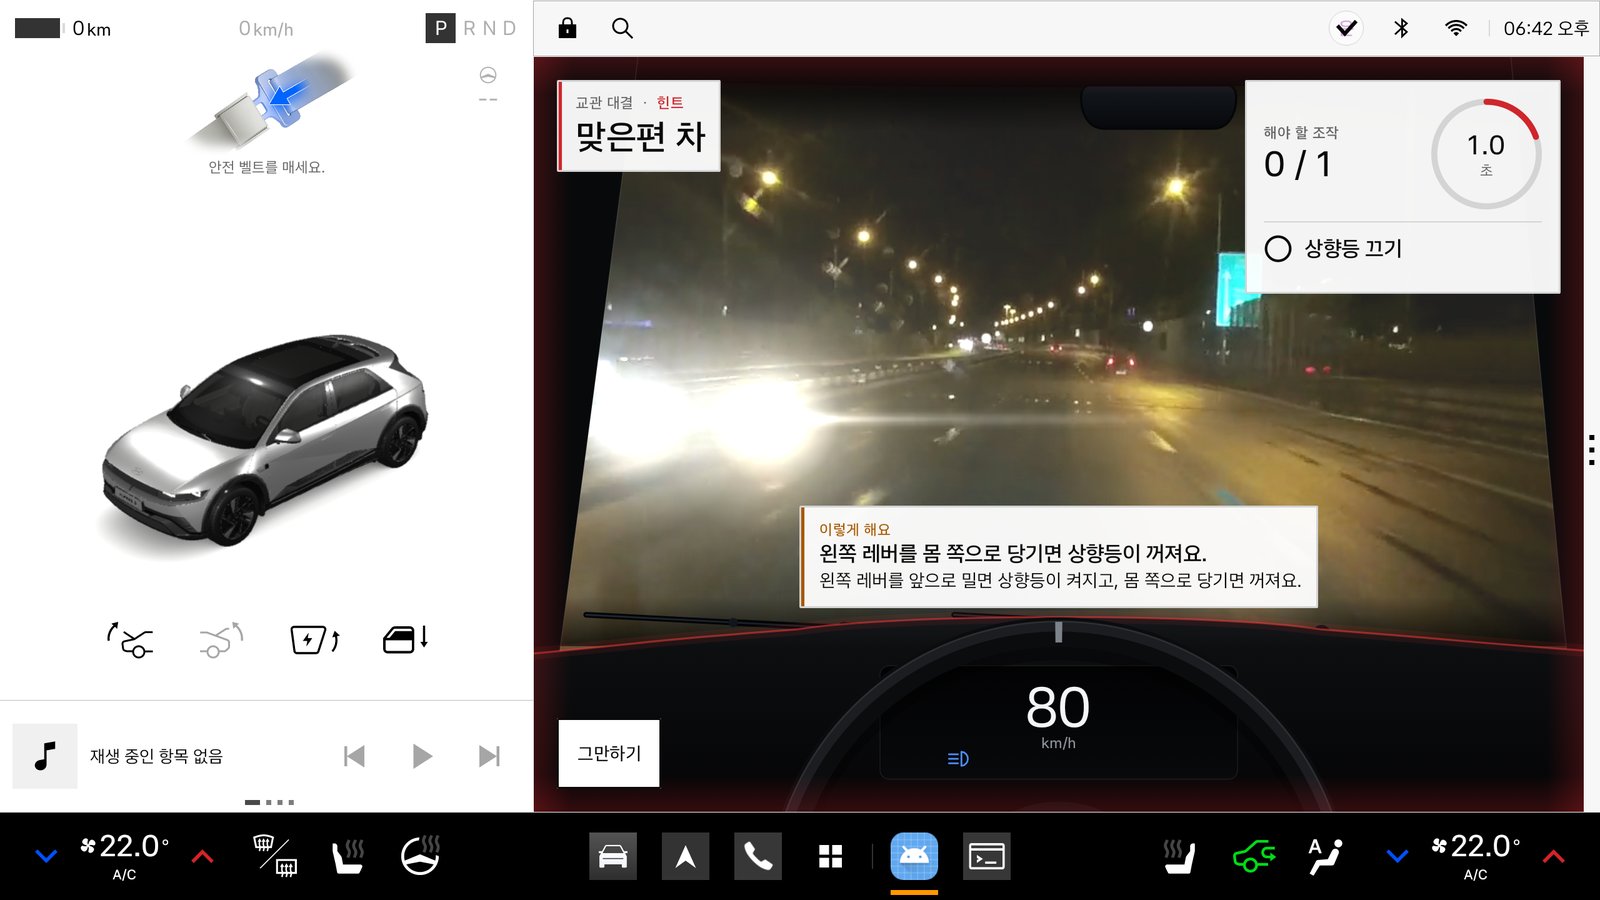 0 km
0 km/h
P R N D
안전 벨트를 매세요.
--
재생 중인 항목 없음
06:42 오후
교관 대결 · 힌트
맞은편 차
해야 할 조작
0 / 1
1.0
초
상향등 끄기
이렇게 해요
왼쪽 레버를 몸 쪽으로 당기면 상향등이 꺼져요.
왼쪽 레버를 앞으로 밀면 상향등이 켜지고, 몸 쪽으로 당기면 꺼져요.
80
km/h
그만하기
22.0°
A/C
A
22.0°
A/C